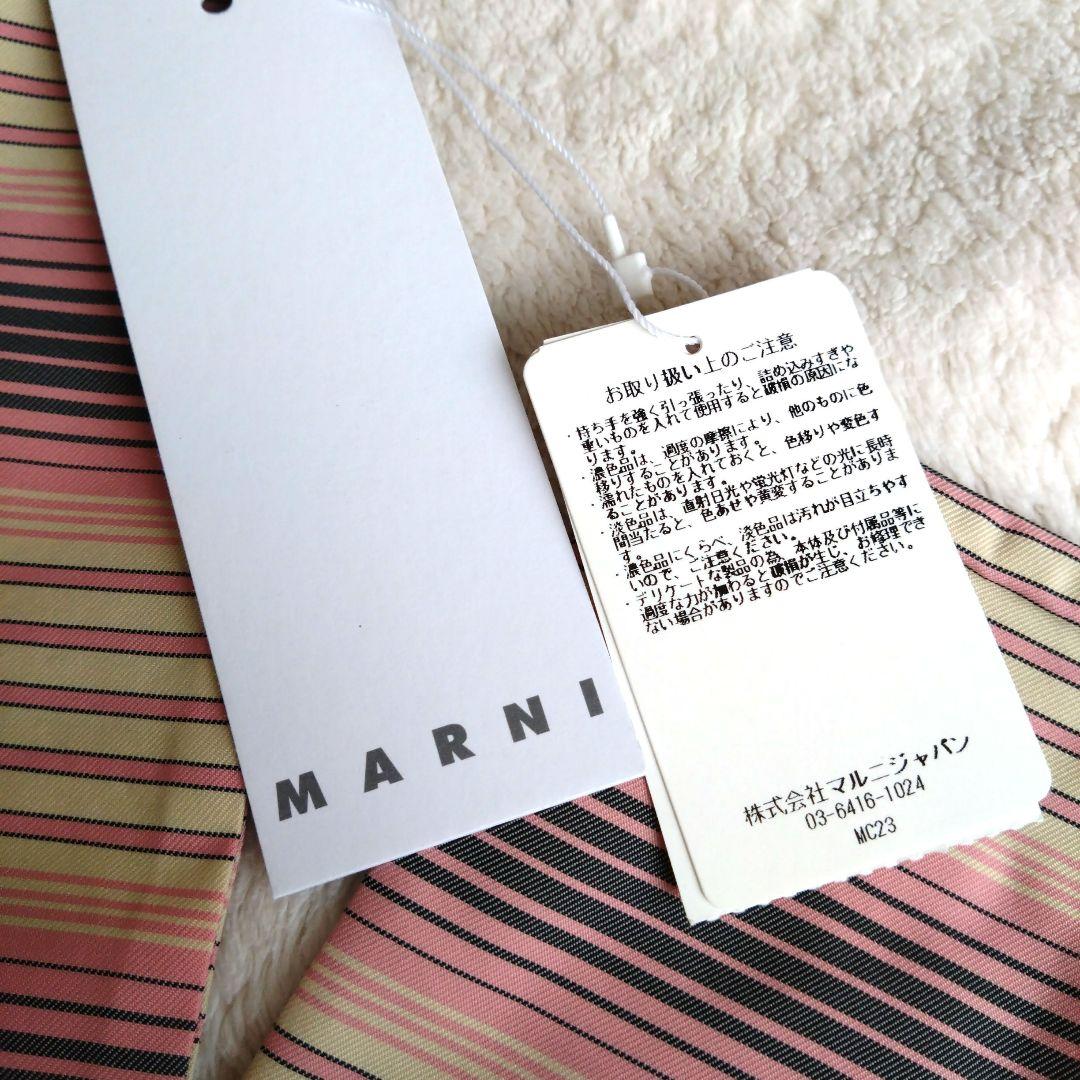 MARNI
お取り扱い上のご注意
・持ち手を強く引っ張ったり、詰め込みすぎや
重いものを入れて使用すると破損の原因にな
ります。
・濃色品は、過度の摩擦により、他のものに色
移りすることがあります。
・濡れたものを入れておくと、色移りや変色す
ることがあります。
・淡色品は、直射日光や蛍光灯などの光に長時
間当たると、色あせや黄変することがありま
す。
・濃色品にくらべ、淡色品は汚れが目立ちやす
いので、ご注意ください。
・デリケートな製品の為、本体及び付属品等に
過度な力が加わると破損が生じ、お修理でき
ない場合がありますのでご注意ください。
株式会社マルニジャパン
03-6416-1024
MC23